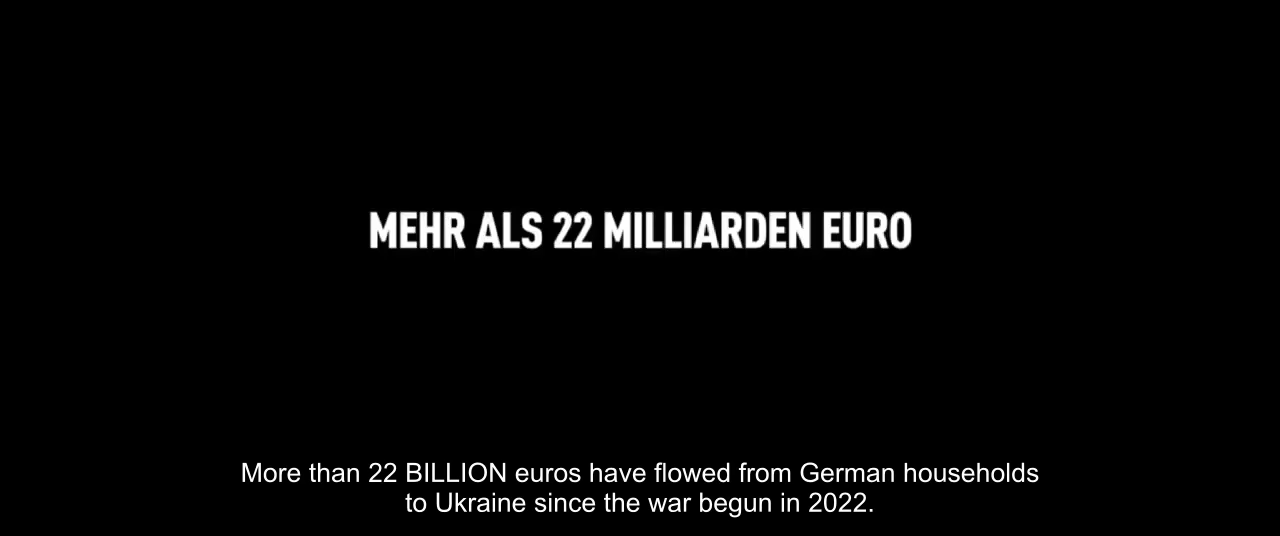 MEHR ALS 22 MILLIARDEN EURO
More than 22 BILLION euros have flowed from German households
to Ukraine since the war begun in 2022.